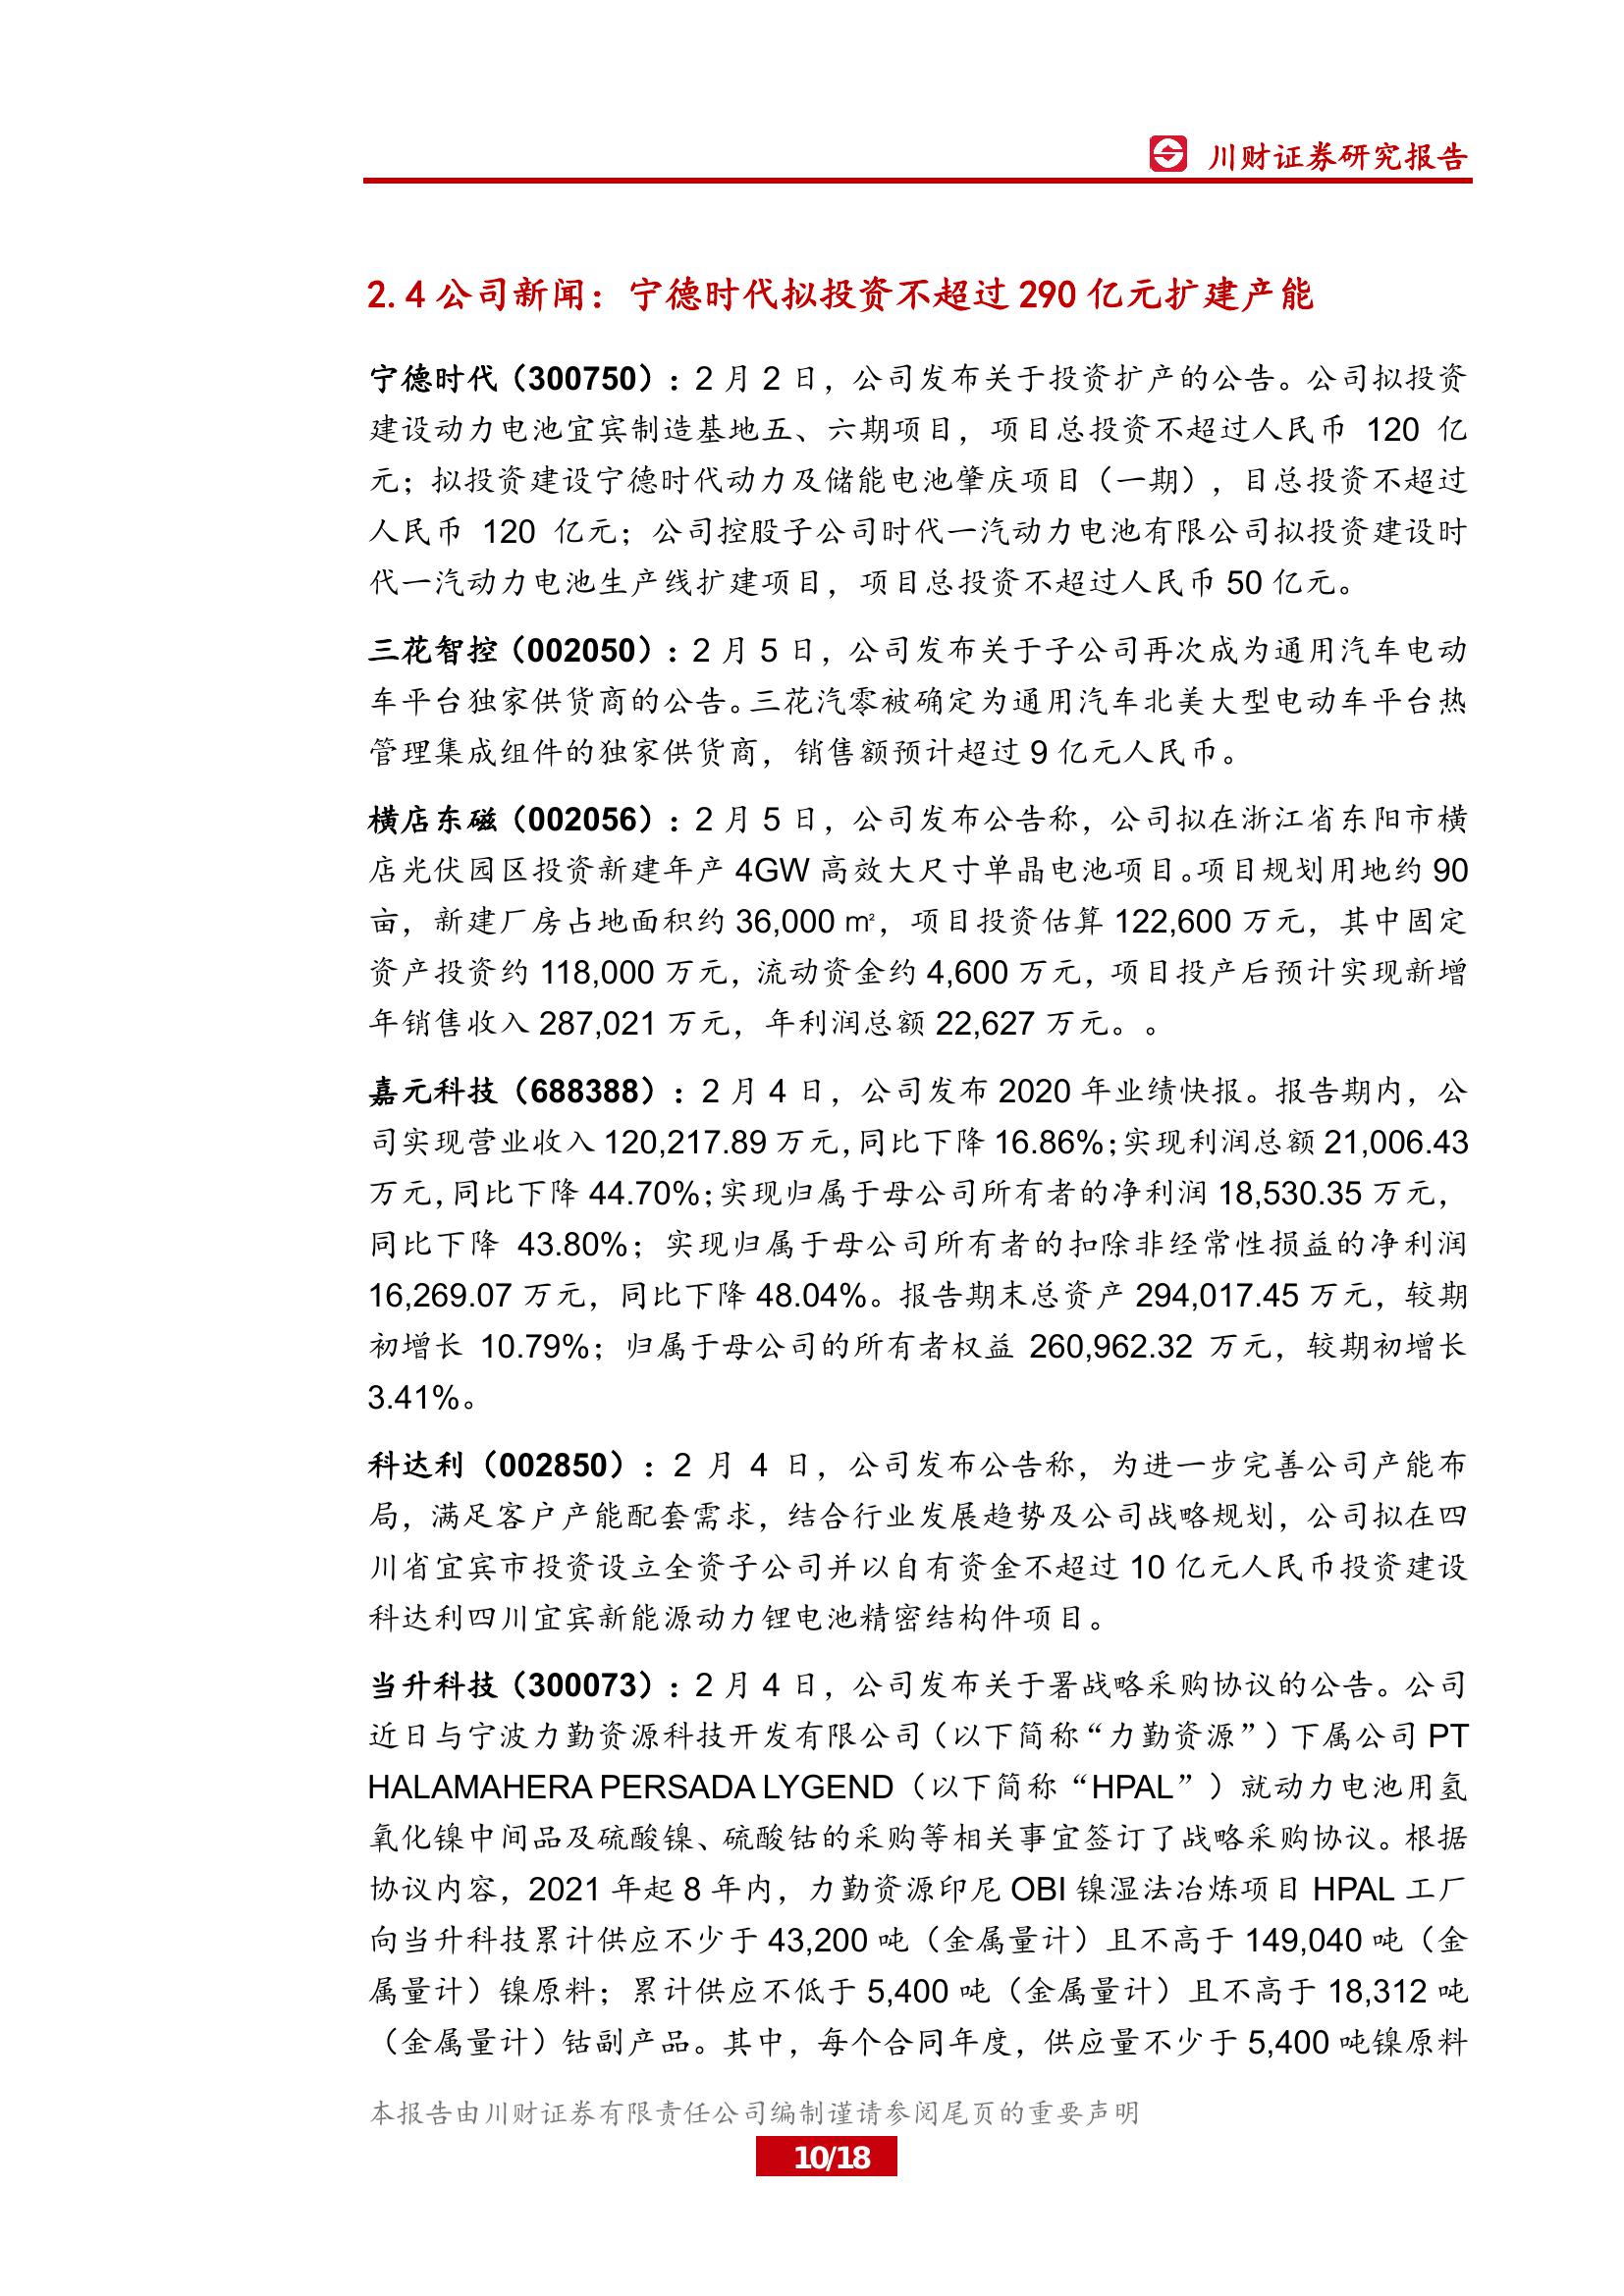 川财证券研究报告
2.4 公司新闻：宁德时代拟投资不超过 290 亿元扩建产能
宁德时代（300750）：2 月 2 日，公司发布关于投资扩产的公告。公司拟投资
建设动力电池宜宾制造基地五、六期项目，项目总投资不超过人民币 120 亿
元；拟投资建设宁德时代动力及储能电池肇庆项目（一期），目总投资不超过
人民币 120 亿元；公司控股子公司时代一汽动力电池有限公司拟投资建设时
代一汽动力电池生产线扩建项目，项目总投资不超过人民币 50 亿元。
三花智控（002050）：2 月 5 日，公司发布关于子公司再次成为通用汽车电动
车平台独家供货商的公告。三花汽零被确定为通用汽车北美大型电动车平台热
管理集成组件的独家供货商，销售额预计超过 9 亿元人民币。
横店东磁（002056）：2 月 5 日，公司发布公告称，公司拟在浙江省东阳市横
店光伏园区投资新建年产 4GW 高效大尺寸单晶电池项目。项目规划用地约 90
亩，新建厂房占地面积约 36,000 ㎡，项目投资估算 122,600 万元，其中固定
资产投资约 118,000 万元，流动资金约 4,600 万元，项目投产后预计实现新增
年销售收入 287,021 万元，年利润总额 22,627 万元。。
嘉元科技（688388）：2 月 4 日，公司发布 2020 年业绩快报。报告期内，公
司实现营业收入 120,217.89 万元，同比下降 16.86%；实现利润总额 21,006.43
万元，同比下降 44.70%；实现归属于母公司所有者的净利润 18,530.35 万元，
同比下降 43.80%；实现归属于母公司所有者的扣除非经常性损益的净利润
16,269.07 万元，同比下降 48.04%。报告期末总资产 294,017.45 万元，较期
初增长 10.79%；归属于母公司的所有者权益 260,962.32 万元，较期初增长
3.41%。
科达利（002850）：2 月 4 日，公司发布公告称，为进一步完善公司产能布
局，满足客户产能配套需求，结合行业发展趋势及公司战略规划，公司拟在四
川省宜宾市投资设立全资子公司并以自有资金不超过 10 亿元人民币投资建设
科达利四川宜宾新能源动力锂电池精密结构件项目。
当升科技（300073）：2 月 4 日，公司发布关于署战略采购协议的公告。公司
近日与宁波力勤资源科技开发有限公司（以下简称“力勤资源”）下属公司 PT
HALAMAHERA PERSADA LYGEND（以下简称“HPAL”）就动力电池用氢
氧化镍中间品及硫酸镍、硫酸钴的采购等相关事宜签订了战略采购协议。根据
协议内容，2021 年起 8 年内，力勤资源印尼 OBI 镍湿法冶炼项目 HPAL 工厂
向当升科技累计供应不少于 43,200 吨（金属量计）且不高于 149,040 吨（金
属量计）镍原料；累计供应不低于 5,400 吨（金属量计）且不高于 18,312 吨
（金属量计）钴副产品。其中，每个合同年度，供应量不少于 5,400 吨镍原料
本报告由川财证券有限责任公司编制谨请参阅尾页的重要声明
10/18